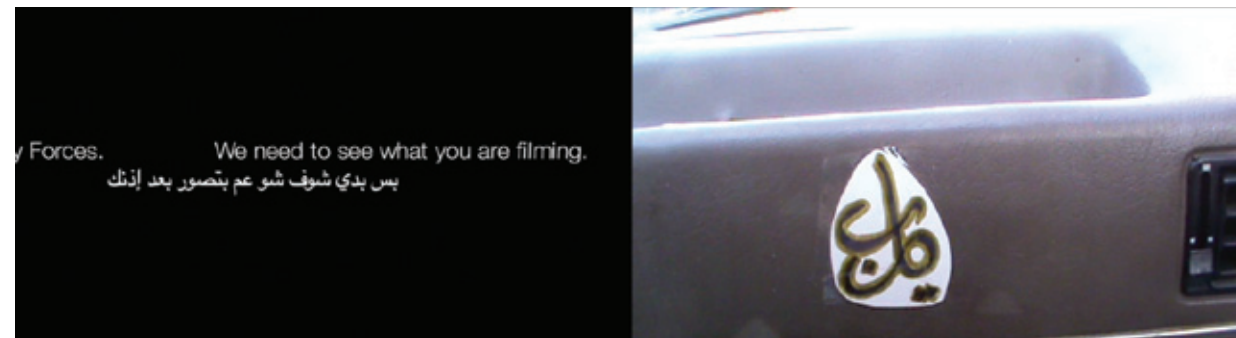 y Forces. We need to see what you are filming.
بس بدي شوف شو عم بتصور بعد إذنك